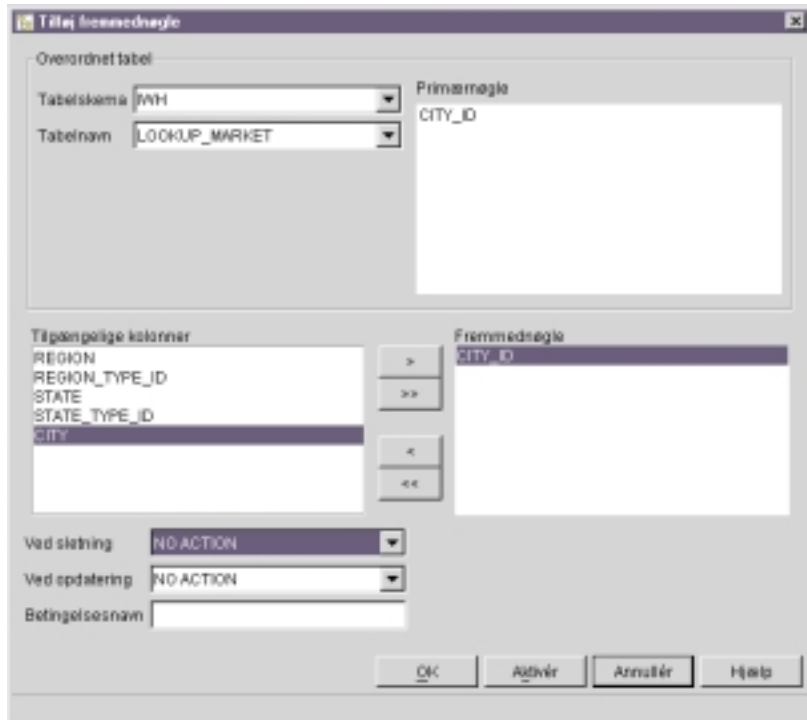 Tilføj fremmednøgle
Overordnet tabel
Tabelskema IWH
Tabelnavn LOOKUP_MARKET
Primærnøgle
CITY_ID
Tilgængelige kolonner
REGION
REGION_TYPE_ID
STATE
STATE_TYPE_ID
CITY
>
>>
<
<<
Fremmednøgle
CITY_ID
Ved sletning NO ACTION
Ved opdatering NO ACTION
Betingelsesnavn
OK Aktivér Annullér Hjælp